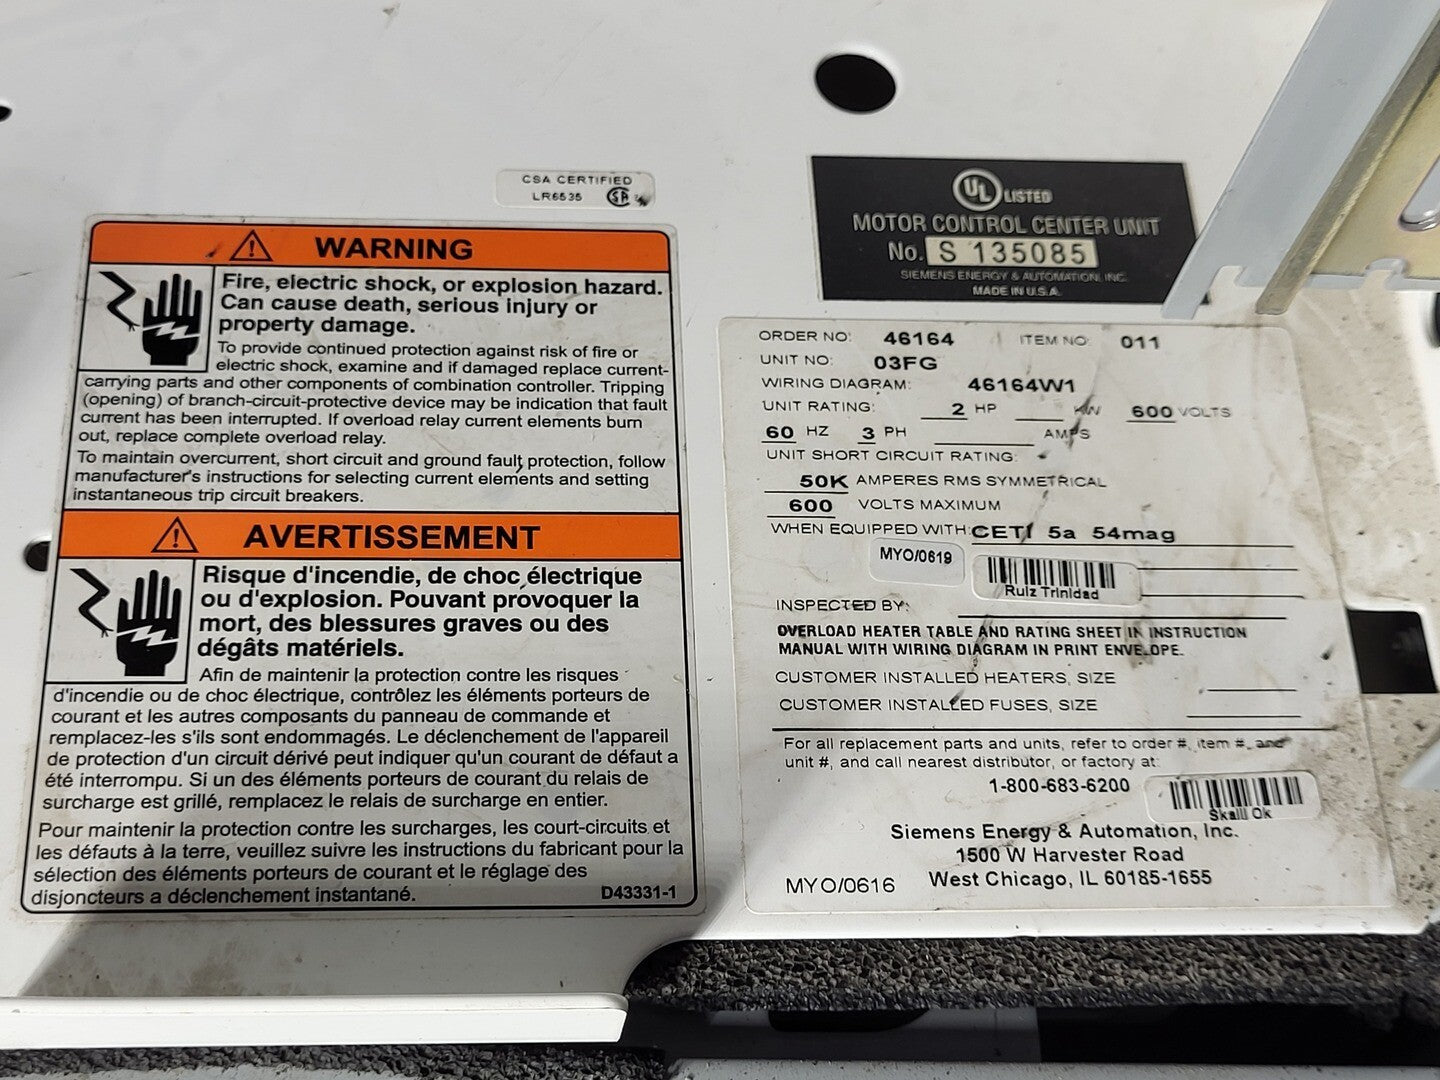 CSA CERTIFIED
LR6535
WARNING
Fire, electric shock, or explosion hazard.
Can cause death, serious injury or
property damage.
To provide continued protection against risk of fire or
electric shock, examine and if damaged replace current-
carrying parts and other components of combination controller. Tripping
(opening) of branch-circuit-protective device may be indication that fault
current has been interrupted. If overload relay current elements burn
out, replace complete overload relay.
To maintain overcurrent, short circuit and ground fault protection, follow
manufacturer's instructions for selecting current elements and setting
instantaneous trip circuit breakers.
AVERTISSEMENT
Risque d'incendie, de choc électrique
ou d'explosion. Pouvant provoquer la
mort, des blessures graves ou des
dégâts matériels.
Afin de maintenir la protection contre les risques
d'incendie ou de choc électrique, contrôlez les éléments porteurs de
courant et les autres composants du panneau de commande et
remplacez-les s'ils sont endommagés. Le déclenchement de l'appareil
de protection d'un circuit dérivé peut indiquer qu'un courant de défaut a
été interrompu. Si un des éléments porteurs de courant du relais de
surcharge est grillé, remplacez le relais de surcharge en entier.
Pour maintenir la protection contre les surcharges, les court-circuits et
les défauts à la terre, veuillez suivre les instructions du fabricant pour la
sélection des éléments porteurs de courant et le réglage des
disjoncteurs a déclenchement instantané.
D43331-1
UL LISTED
MOTOR CONTROL CENTER UNIT
No. S 135085
SIEMENS ENERGY & AUTOMATION, INC.
MADE IN U.S.A.
ORDER NO: 46164 ITEM NO: 011
UNIT NO: 03FG
WIRING DIAGRAM: 46164W1
UNIT RATING: 2 HP KW 600 VOLTS
60 HZ 3 PH AMPS
UNIT SHORT CIRCUIT RATING:
50K AMPERES RMS SYMMETRICAL
600 VOLTS MAXIMUM
WHEN EQUIPPED WITH: CETI 5a 54mag
MYO/0619
Ruiz Trinidad
INSPECTED BY:
OVERLOAD HEATER TABLE AND RATING SHEET IN INSTRUCTION
MANUAL WITH WIRING DIAGRAM IN PRINT ENVELOPE.
CUSTOMER INSTALLED HEATERS, SIZE
CUSTOMER INSTALLED FUSES, SIZE
For all replacement parts and units, refer to order #, item #, and
unit #, and call nearest distributor, or factory at:
1-800-683-6200
Skalli Ok
Siemens Energy & Automation, Inc.
1500 W Harvester Road
West Chicago, IL 60185-1655
MYO/0616